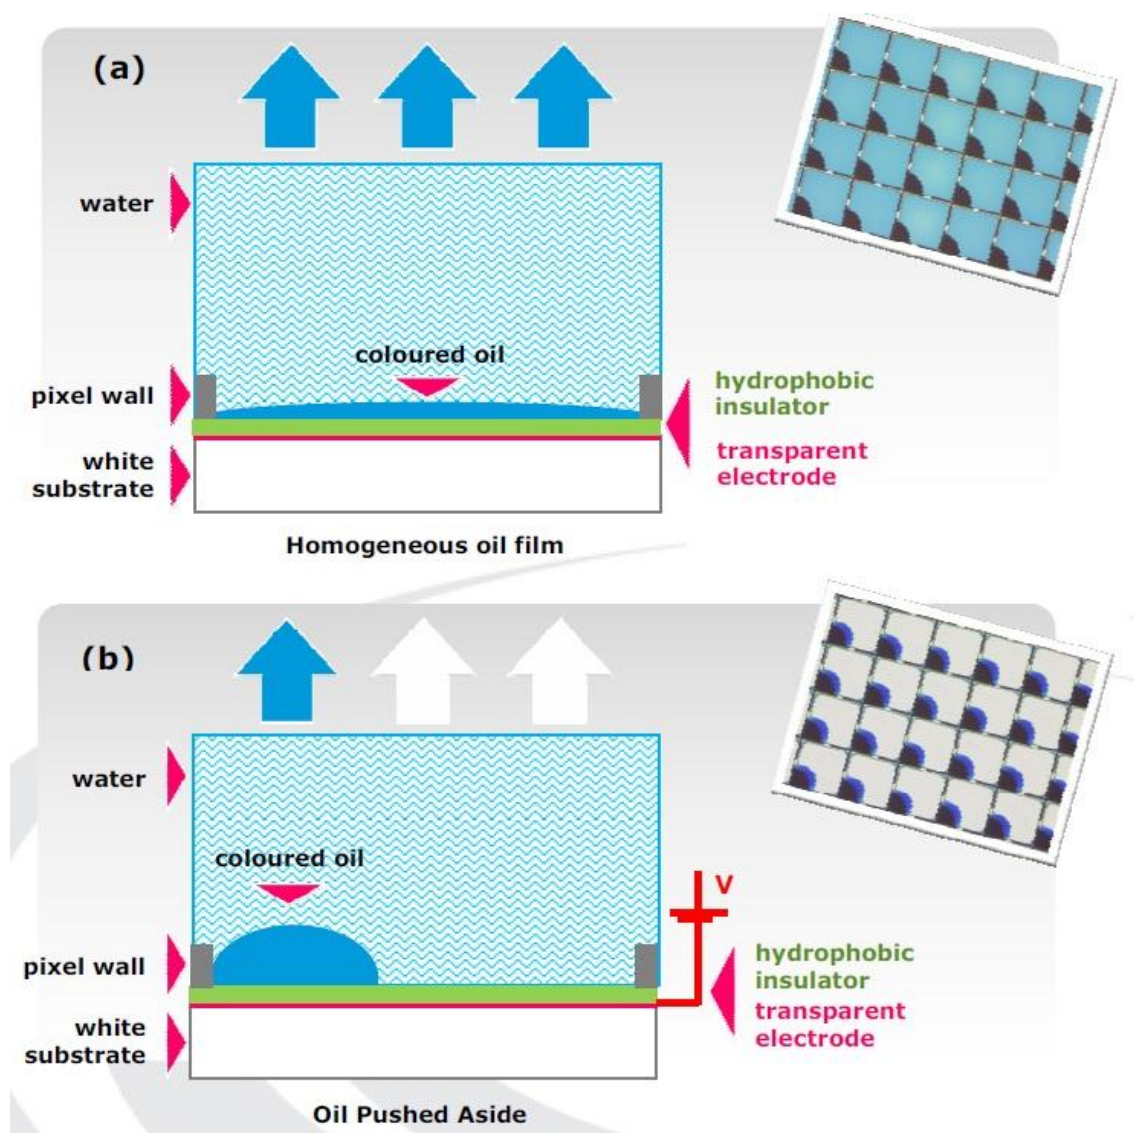 (a)
water
coloured oil
pixel wall
hydrophobic
insulator
white
substrate
transparent
electrode
Homogeneous oil film
(b)
water
coloured oil
V
pixel wall
hydrophobic
insulator
white
substrate
transparent
electrode
Oil Pushed Aside